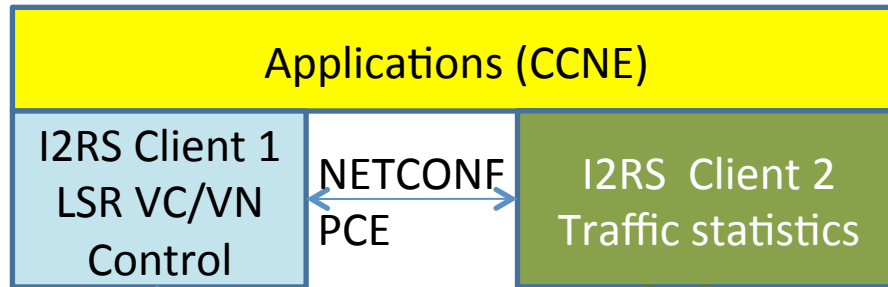 Applications (CCNE)
I2RS Client 1
LSR VC/VN
Control
NETCONF
PCE
I2RS Client 2
Traffic statistics